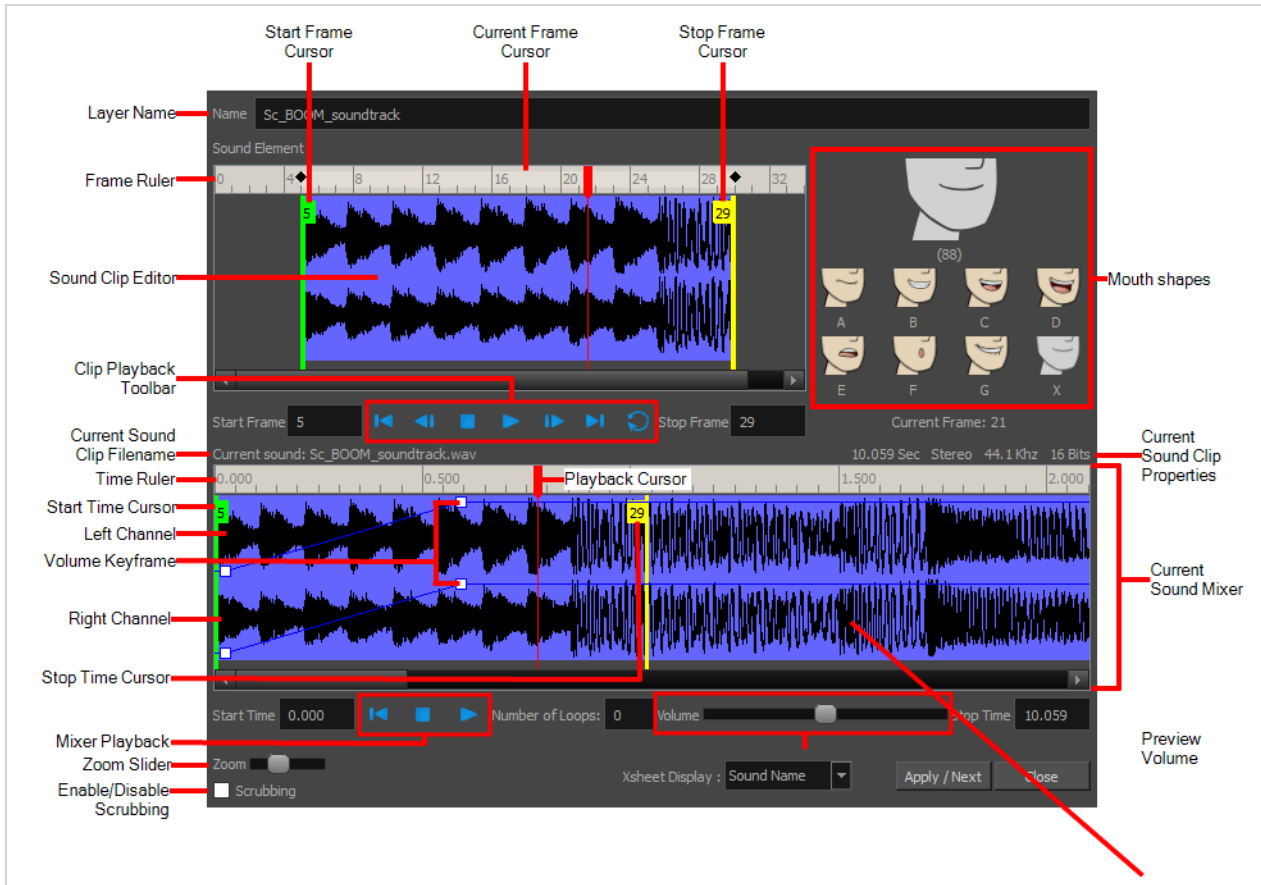 Start Frame
Cursor
Current Frame
Cursor
Stop Frame
Cursor
Layer Name
Name Sc_BOOM_soundtrack
Sound Element
Frame Ruler
0 4 8 12 16 20 24 28 32
5 29
Sound Clip Editor
(88)
A B C D
E F G X
Mouth shapes
Clip Playback
Toolbar
Start Frame 5 Stop Frame 29 Current Frame: 21
Current Sound
Clip Filename
Current sound: Sc_BOOM_soundtrack.wav 10.059 Sec Stereo 44.1 Khz 16 Bits
Current
Sound Clip
Properties
Time Ruler
0.000 0.500 Playback Cursor 1.500 2.000
Start Time Cursor
5 29
Left Channel
Volume Keyframe
Right Channel
Current
Sound Mixer
Stop Time Cursor
Start Time 0.000 Number of Loops: 0 Volume Stop Time 10.059
Mixer Playback
Preview
Volume
Zoom Slider
Zoom
Xsheet Display : Sound Name Apply / Next Close
Enable/Disable
Scrubbing
Scrubbing